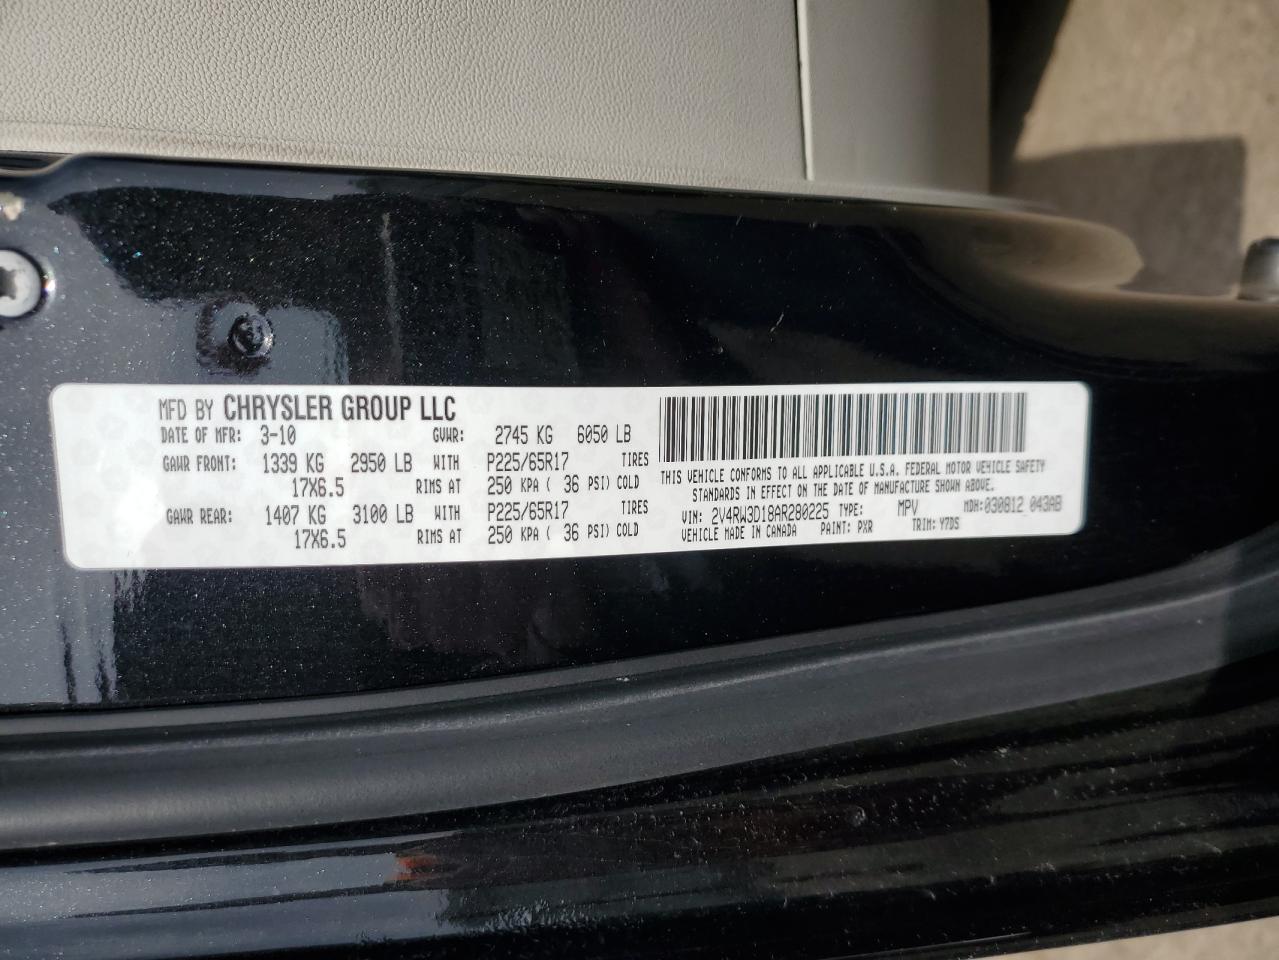 MFD BY CHRYSLER GROUP LLC
DATE OF MFR: 3-10 GVWR: 2745 KG 6050 LB
GAWR FRONT: 1339 KG 2950 LB WITH P225/65R17 TIRES
17X6.5 RIMS AT 250 KPA ( 36 PSI) COLD
GAWR REAR: 1407 KG 3100 LB WITH P225/65R17 TIRES
17X6.5 RIMS AT 250 KPA ( 36 PSI) COLD
THIS VEHICLE CONFORMS TO ALL APPLICABLE U.S.A. FEDERAL MOTOR VEHICLE SAFETY
STANDARDS IN EFFECT ON THE DATE OF MANUFACTURE SHOWN ABOVE.
VIN: 2V4RW3D18AR280225 TYPE: MPV MDH:030812 043AB
VEHICLE MADE IN CANADA PAINT: PXR TRIM: Y7D5